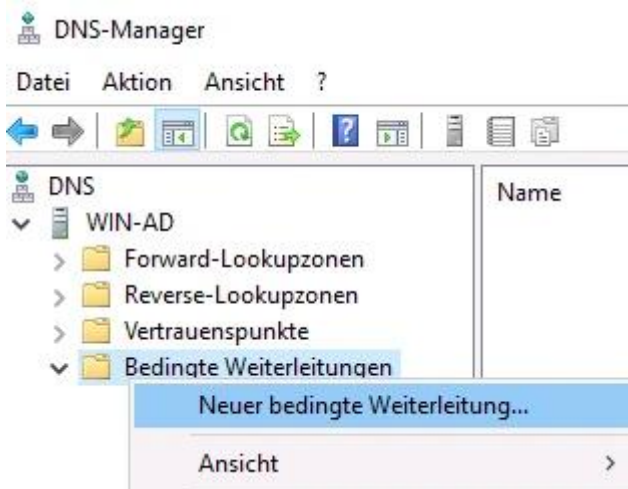 DNS-Manager
Datei Aktion Ansicht ?
DNS
Name
WIN-AD
Forward-Lookupzonen
Reverse-Lookupzonen
Vertrauenspunkte
Bedingte Weiterleitungen
Neuer bedingte Weiterleitung...
Ansicht